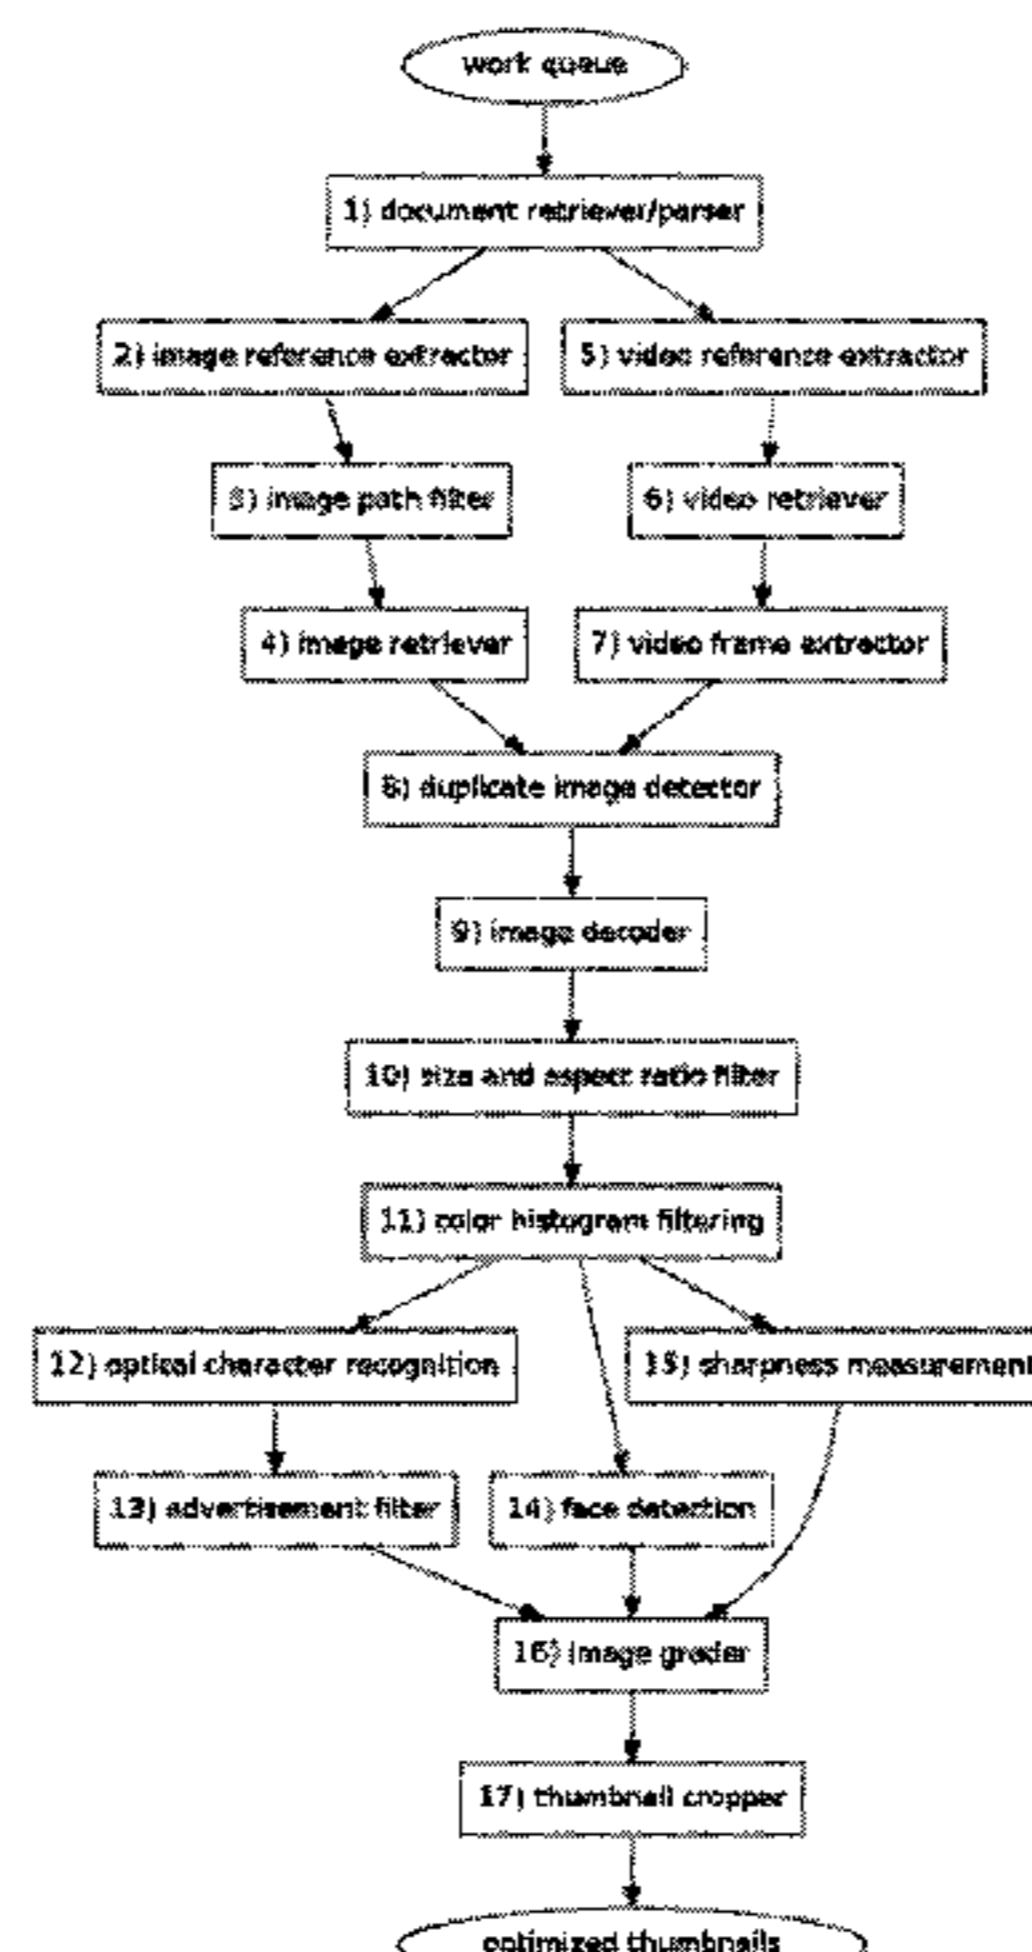 work queue
1) document retriever/parser
2) image reference extractor
5) video reference extractor
3) image path filter
6) video retriever
4) image retriever
7) video frame extractor
8) duplicate image detector
9) image decoder
10) size and aspect ratio filter
11) color histogram filtering
12) optical character recognition
15) sharpness measurement
13) advertisement filter
14) face detection
16) image grader
17) thumbnail cropper
optimized thumbnails